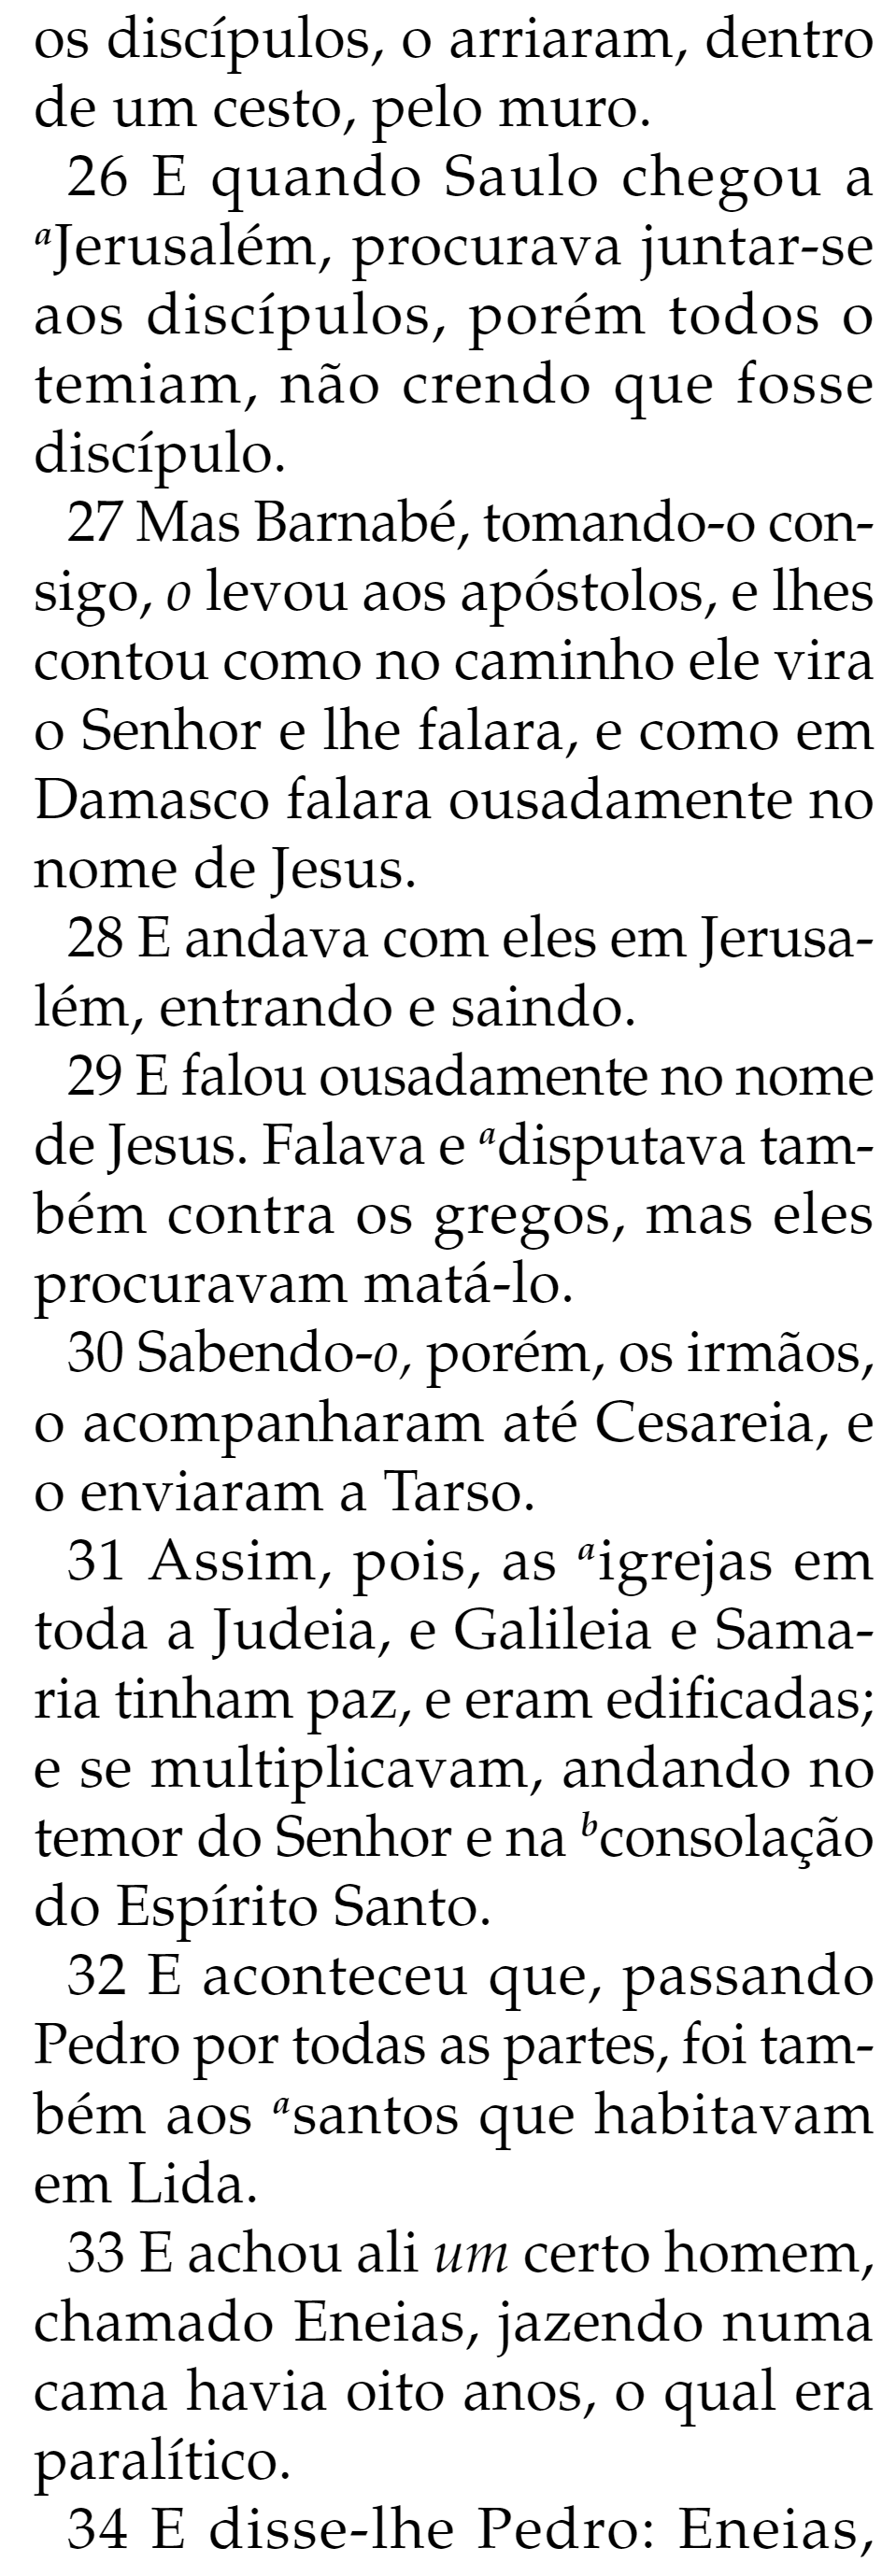 os discípulos, o arriaram, dentro
de um cesto, pelo muro.
26 E quando Saulo chegou a
aJerusalém, procurava juntar-se
aos discípulos, porém todos o
temiam, não crendo que fosse
discípulo.
27 Mas Barnabé, tomando-o con-
sigo, o levou aos apóstolos, e lhes
contou como no caminho ele vira
o Senhor e lhe falara, e como em
Damasco falara ousadamente no
nome de Jesus.
28 E andava com eles em Jerusa-
lém, entrando e saindo.
29 E falou ousadamente no nome
de Jesus. Falava e adisputava tam-
bém contra os gregos, mas eles
procuravam matá-lo.
30 Sabendo-o, porém, os irmãos,
o acompanharam até Cesareia, e
o enviaram a Tarso.
31 Assim, pois, as aigrejas em
toda a Judeia, e Galileia e Sama-
ria tinham paz, e eram edificadas;
e se multiplicavam, andando no
temor do Senhor e na bconsolação
do Espírito Santo.
32 E aconteceu que, passando
Pedro por todas as partes, foi tam-
bém aos asantos que habitavam
em Lida.
33 E achou ali um certo homem,
chamado Eneias, jazendo numa
cama havia oito anos, o qual era
paralítico.
34 E disse-lhe Pedro: Eneias,